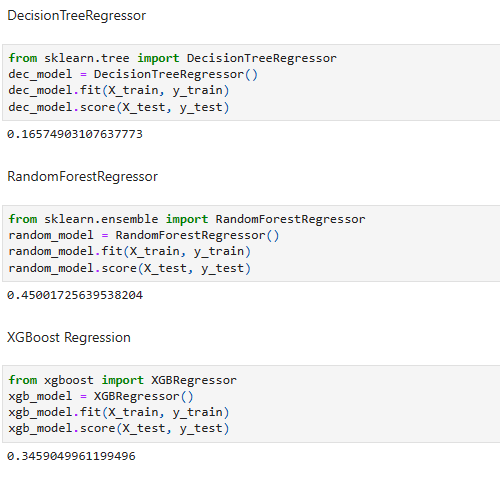 DecisionTreeRegressor
from sklearn.tree import DecisionTreeRegressor
dec_model = DecisionTreeRegressor()
dec_model.fit(X_train, y_train)
dec_model.score(X_test, y_test)
0.16574903107637773
RandomForestRegressor
from sklearn.ensemble import RandomForestRegressor
random_model = RandomForestRegressor()
random_model.fit(X_train, y_train)
random_model.score(X_test, y_test)
0.45001725639538204
XGBoost Regression
from xgboost import XGBRegressor
xgb_model = XGBRegressor()
xgb_model.fit(X_train, y_train)
xgb_model.score(X_test, y_test)
0.3459049961199496